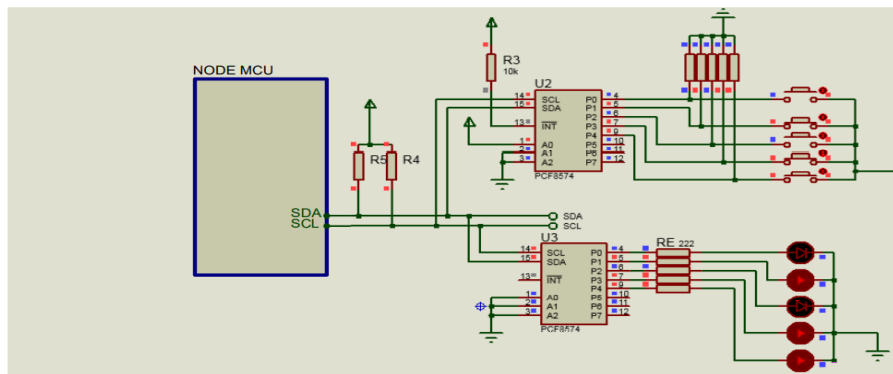 NODE MCU
SDA
SCL
R5
R4
R3
10k
U2
14 SCL P0 4
15 SDA P1 5
P2 6
13 INT P3 7
P4 9
1 A0 P5 10
2 A1 P6 11
3 A2 P7 12
PCF8574
SDA
SCL
U3
14 SCL P0 4
15 SDA P1 5
P2 6
13 INT P3 7
P4 9
1 A0 P5 10
2 A1 P6 11
3 A2 P7 12
PCF8574
RE 222